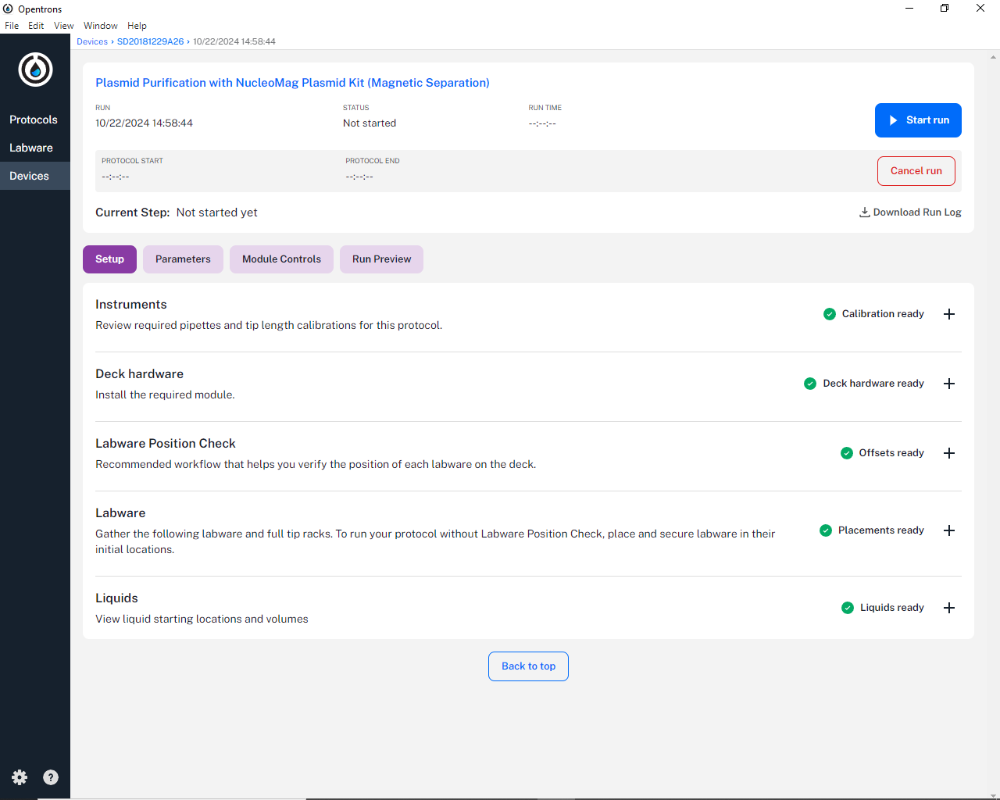 Opentrons
File Edit View Window Help
Devices › SD20181229A26 › 10/22/2024 14:58:44
Protocols
Labware
Devices
Plasmid Purification with NucleoMag Plasmid Kit (Magnetic Separation)
RUN STATUS RUN TIME
10/22/2024 14:58:44 Not started --:--:--
Start run
PROTOCOL START PROTOCOL END
--:--:-- --:--:--
Cancel run
Current Step: Not started yet
Download Run Log
Setup Parameters Module Controls Run Preview
Instruments
Review required pipettes and tip length calibrations for this protocol.
Calibration ready
Deck hardware
Install the required module.
Deck hardware ready
Labware Position Check
Recommended workflow that helps you verify the position of each labware on the deck.
Offsets ready
Labware
Gather the following labware and full tip racks. To run your protocol without Labware Position Check, place and secure labware in their
initial locations.
Placements ready
Liquids
View liquid starting locations and volumes
Liquids ready
Back to top